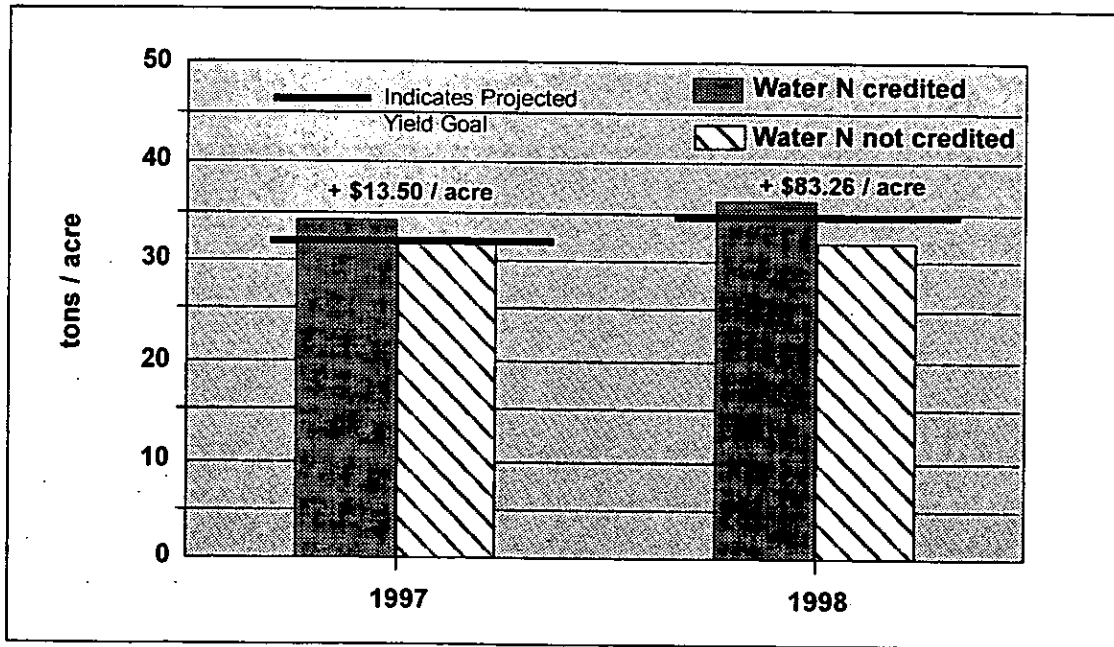 50
40
30
20
10
0
tons / acre
Indicates Projected
Yield Goal
Water N credited
Water N not credited
+ $13.50 / acre
+ $83.26 / acre
1997
1998